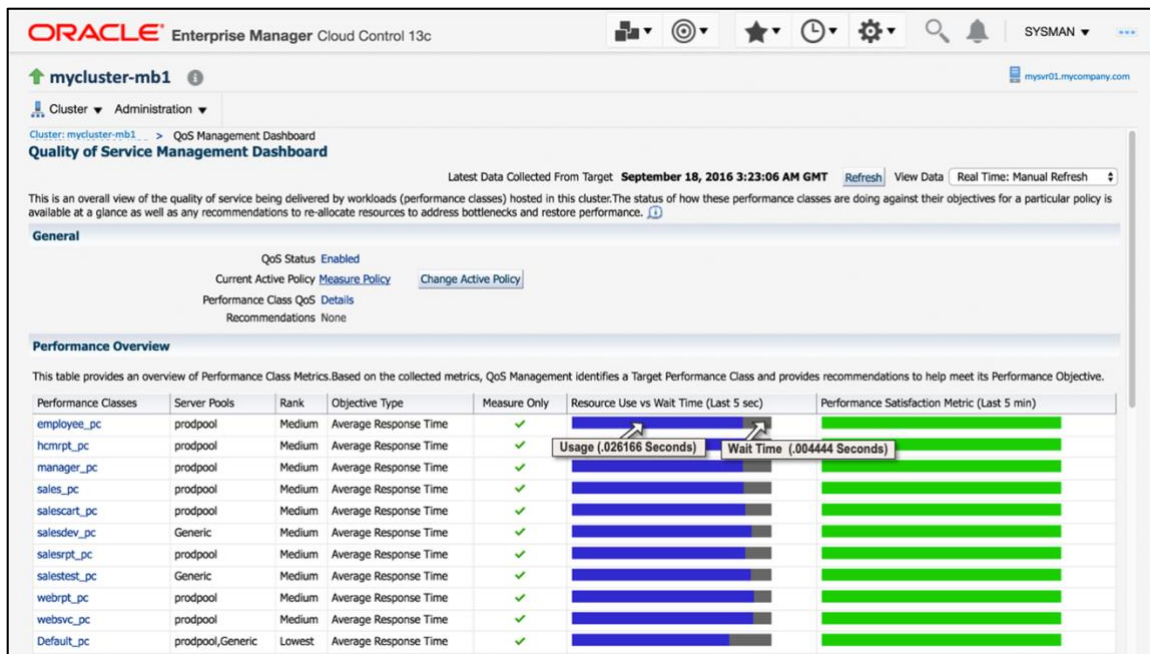 ORACLE Enterprise Manager Cloud Control 13c SYSMAN
mycluster-mb1 mysvr01.mycompany.com
Cluster Administration
Cluster: mycluster-mb1 > QoS Management Dashboard
Quality of Service Management Dashboard
Latest Data Collected From Target September 18, 2016 3:23:06 AM GMT Refresh View Data Real Time: Manual Refresh
This is an overall view of the quality of service being delivered by workloads (performance classes) hosted in this cluster.The status of how these performance classes are doing against their objectives for a particular policy is
available at a glance as well as any recommendations to re-allocate resources to address bottlenecks and restore performance.
General
QoS Status Enabled
Current Active Policy Measure Policy Change Active Policy
Performance Class QoS Details
Recommendations None
Performance Overview
This table provides an overview of Performance Class Metrics.Based on the collected metrics, QoS Management identifies a Target Performance Class and provides recommendations to help meet its Performance Objective.
Performance Classes Server Pools Rank Objective Type Measure Only Resource Use vs Wait Time (Last 5 sec) Performance Satisfaction Metric (Last 5 min)
employee_pc prodpool Medium Average Response Time
hcmrpt_pc prodpool Medium Average Response Time Usage (.026166 Seconds) Wait Time (.004444 Seconds)
manager_pc prodpool Medium Average Response Time
sales_pc prodpool Medium Average Response Time
salescart_pc prodpool Medium Average Response Time
salesdev_pc Generic Medium Average Response Time
salesrpt_pc prodpool Medium Average Response Time
salestest_pc Generic Medium Average Response Time
webrpt_pc prodpool Medium Average Response Time
websvc_pc prodpool Medium Average Response Time
Default_pc prodpool,Generic Lowest Average Response Time